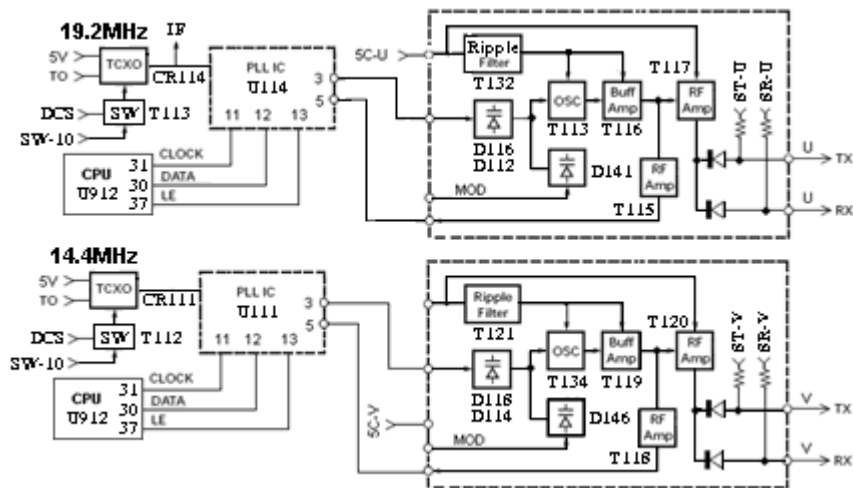 19.2MHz
IF
5V
TO
TCXO
CR114
PLL IC
U114
3
5
11 12 13
DCS
SW
T113
SW-10
CPU
U912
31
30
37
CLOCK
DATA
LE
5C-U
Ripple
Filter
T132
OSC
T113
Buff
Amp
T116
T117
RF
Amp
ST-U
SR-U
D116
D112
D141
MOD
RF
Amp
T115
U
TX
U
RX
14.4MHz
5V
TO
TCXO
CR111
PLL IC
U111
3
5
11 12 13
DCS
SW
T112
SW-10
CPU
U912
31
30
37
CLOCK
DATA
LE
5C-V
Ripple
Filter
T121
OSC
T134
Buff
Amp
T119
T120
RF
Amp
ST-V
SR-V
D118
D114
D146
MOD
RF
Amp
T118
V
TX
V
RX